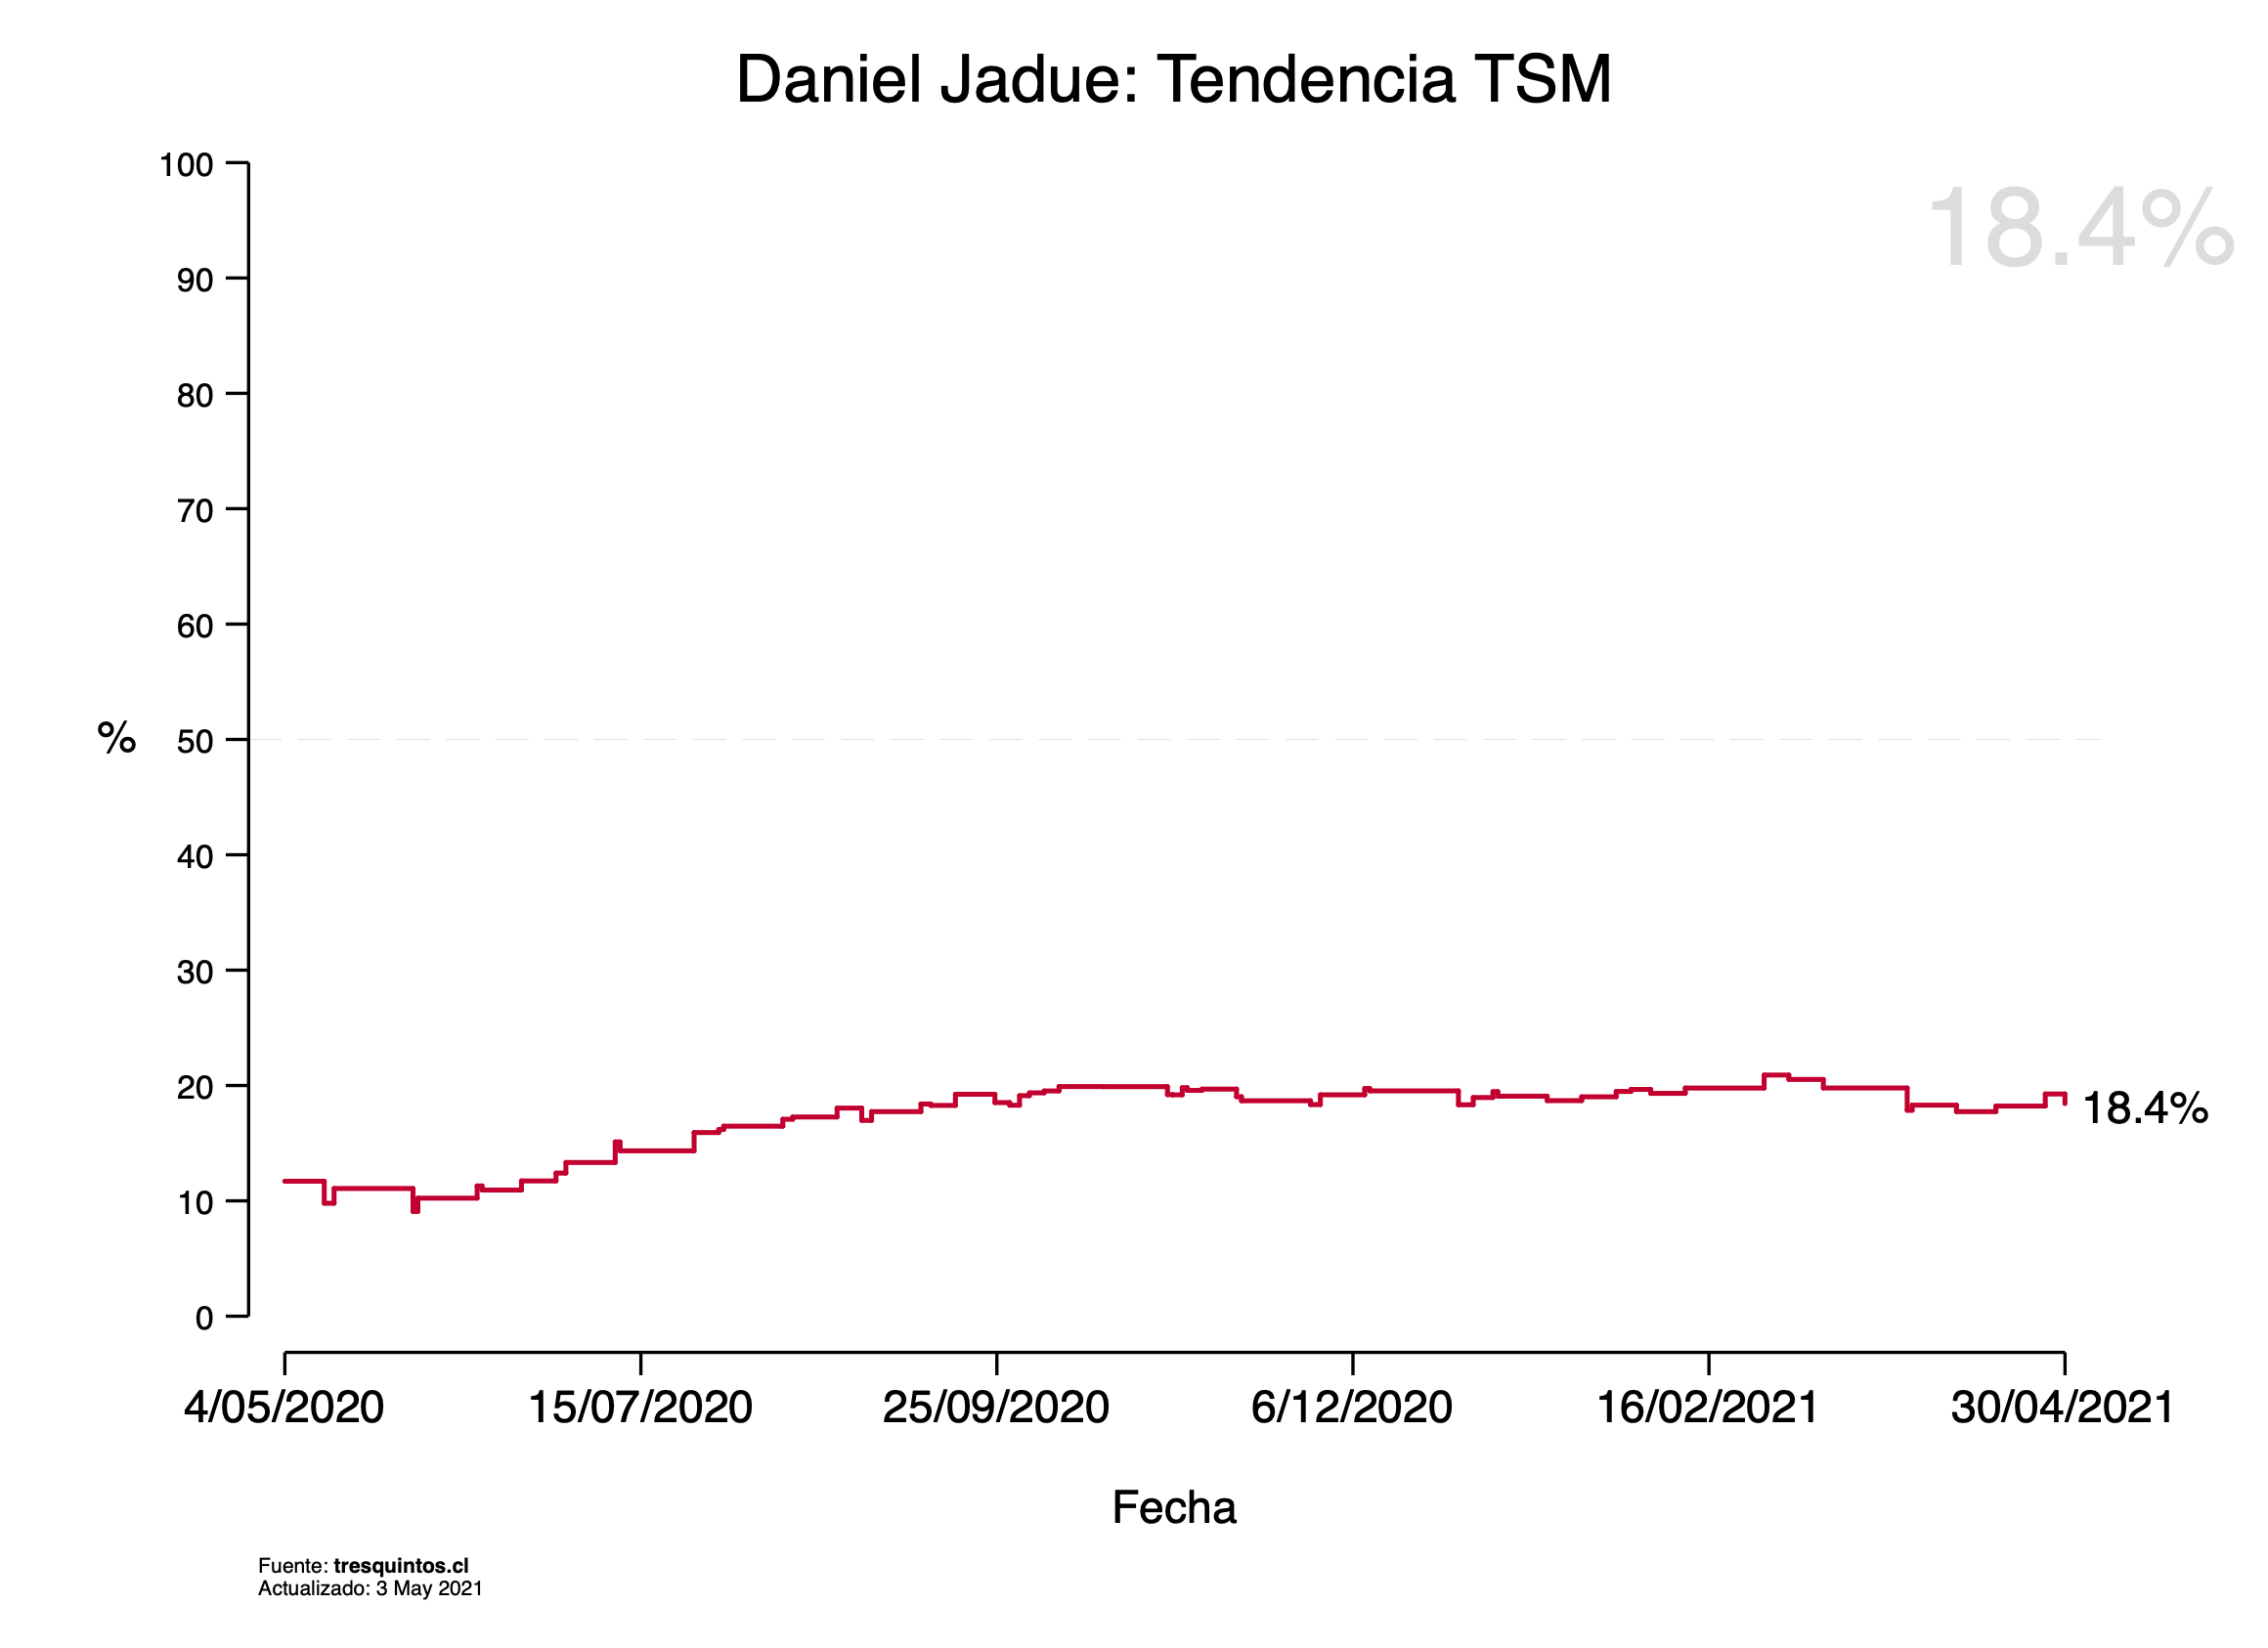 Daniel Jadue: Tendencia TSM
18.4%
100
90
80
70
60
% 50
40
30
20
18.4%
10
0
4/05/2020 15/07/2020 25/09/2020 6/12/2020 16/02/2021 30/04/2021
Fecha
Fuente: tresquintos.cl
Actualizado: 3 May 2021